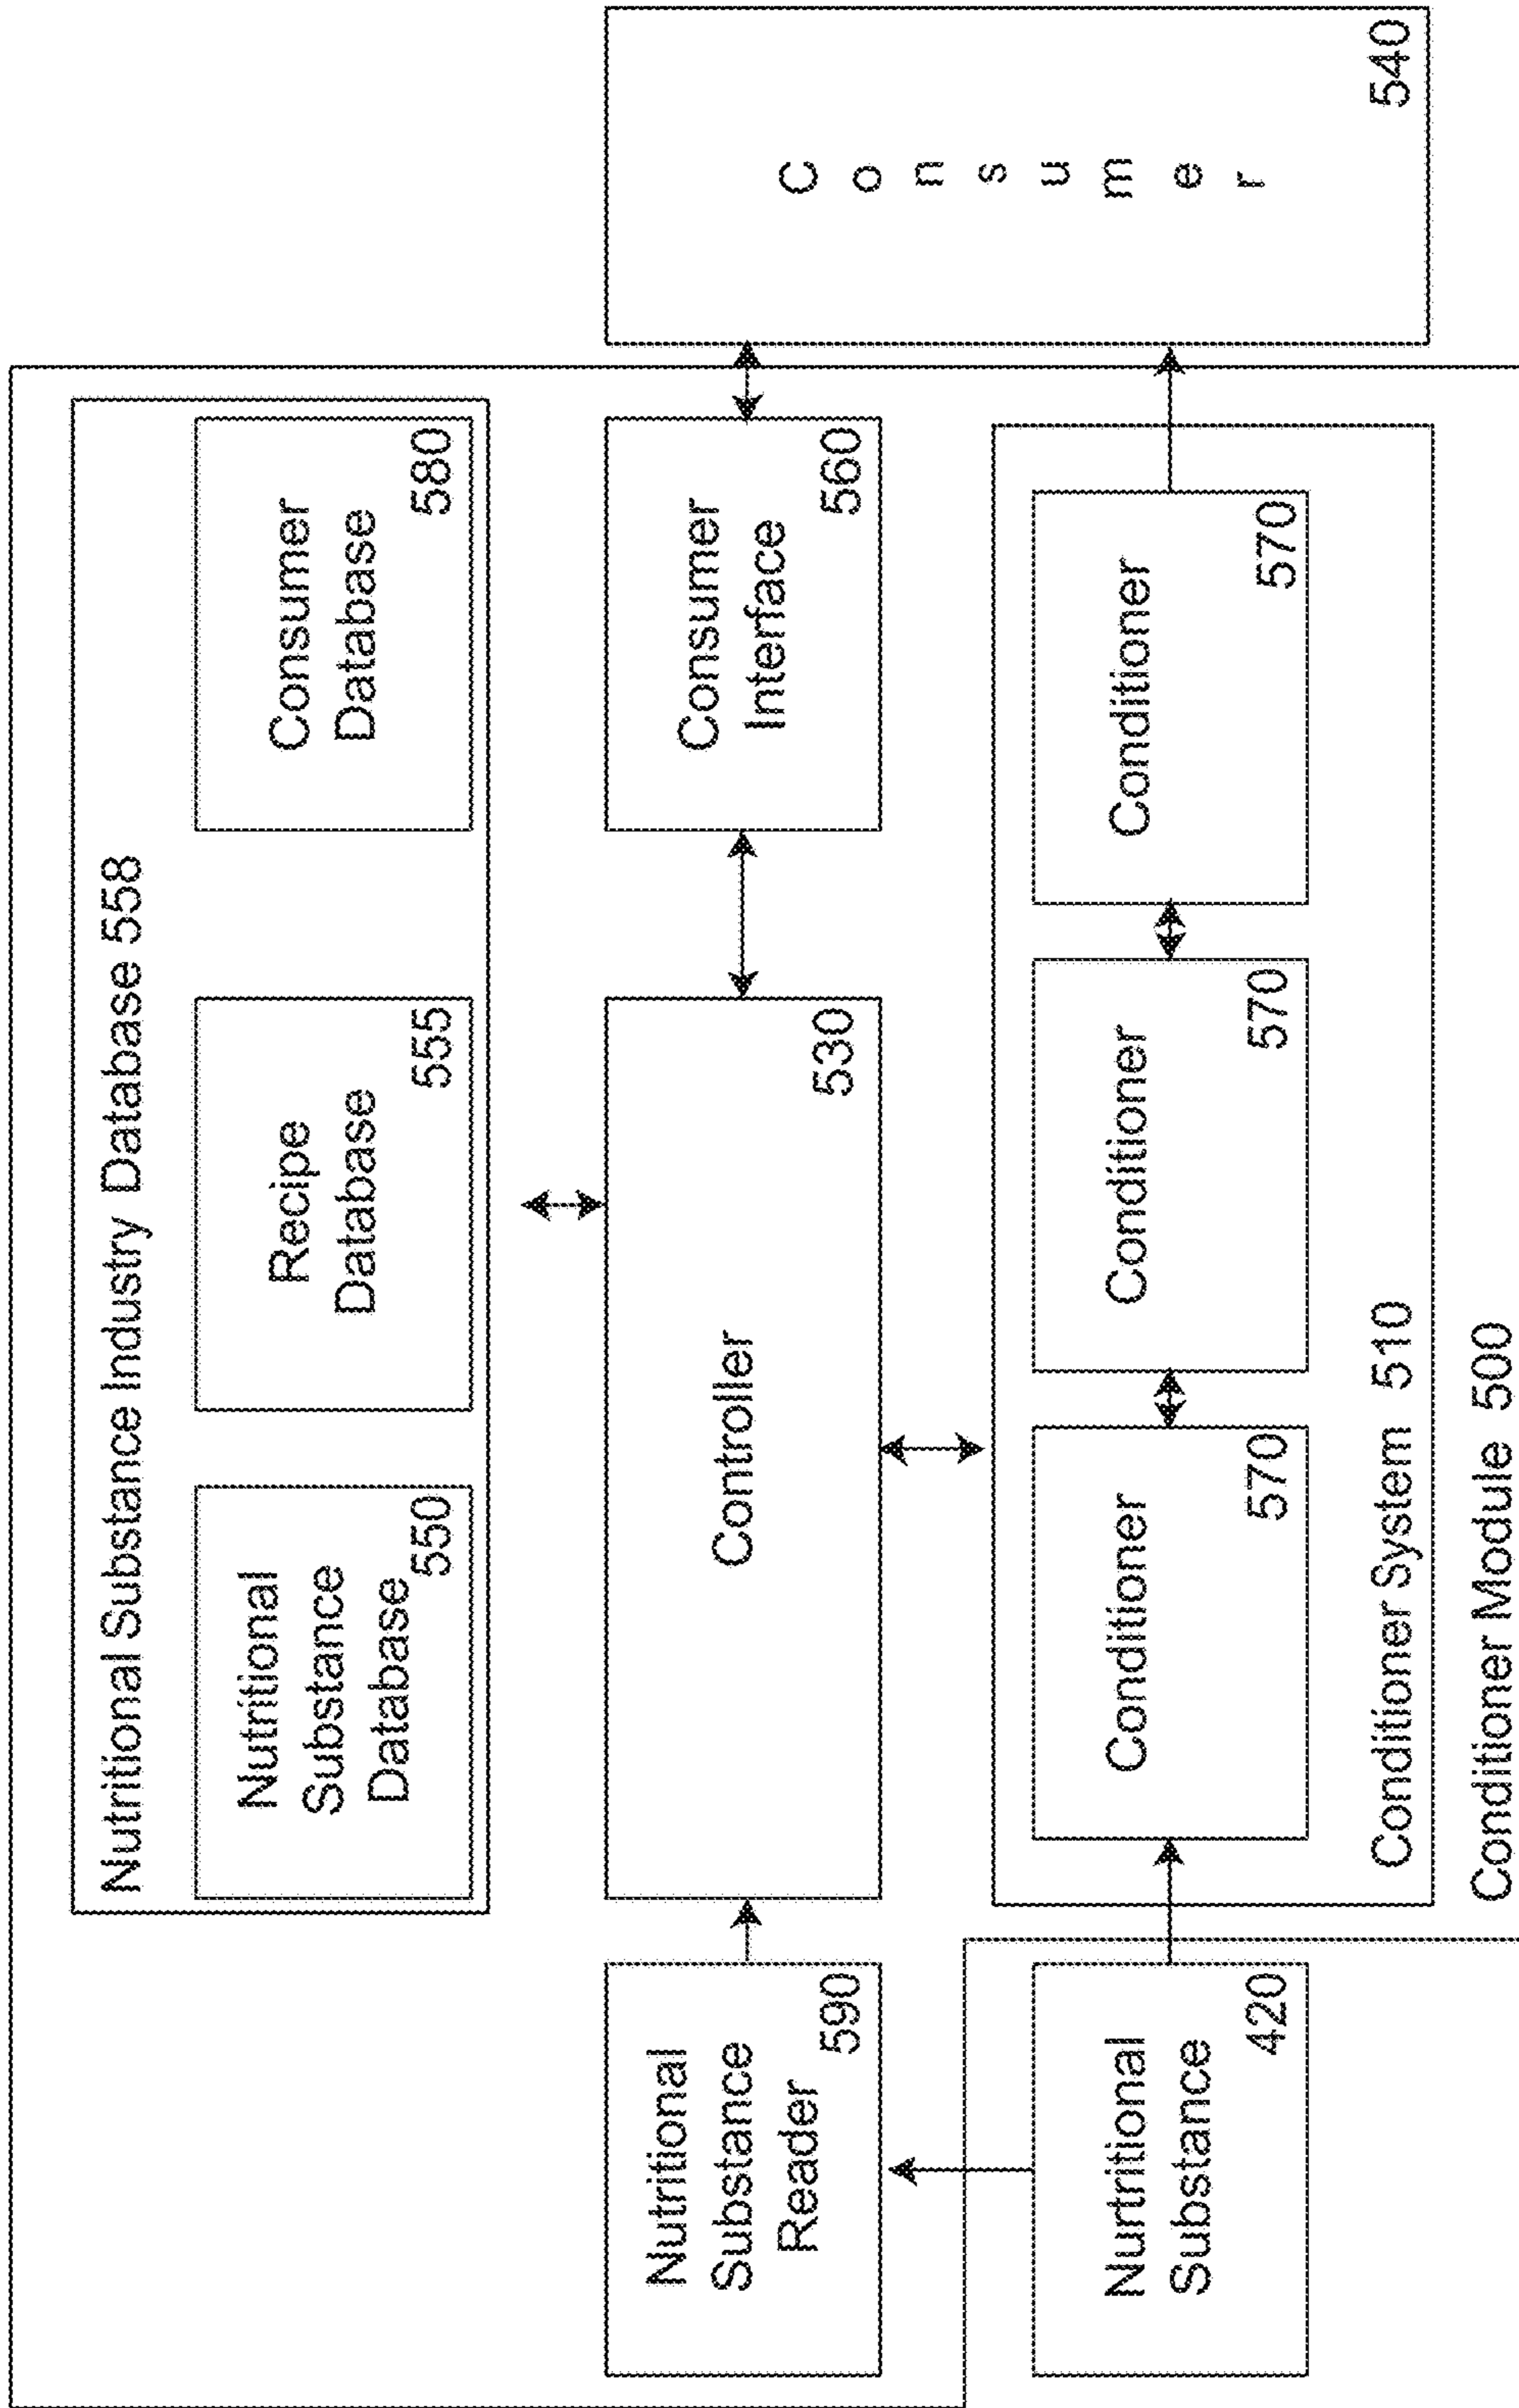 Nutritional Substance Industry Database 558
Nutritional
Substance
Database
550
Recipe
Database
555
Consumer
Database
580
Nutritional
Substance
Reader
590
Controller
530
Consumer
Interface
560
Consumer
540
Nurtritional
Substance
420
Conditioner
570
Conditioner
570
Conditioner
570
Conditioner System 510
Conditioner Module 500